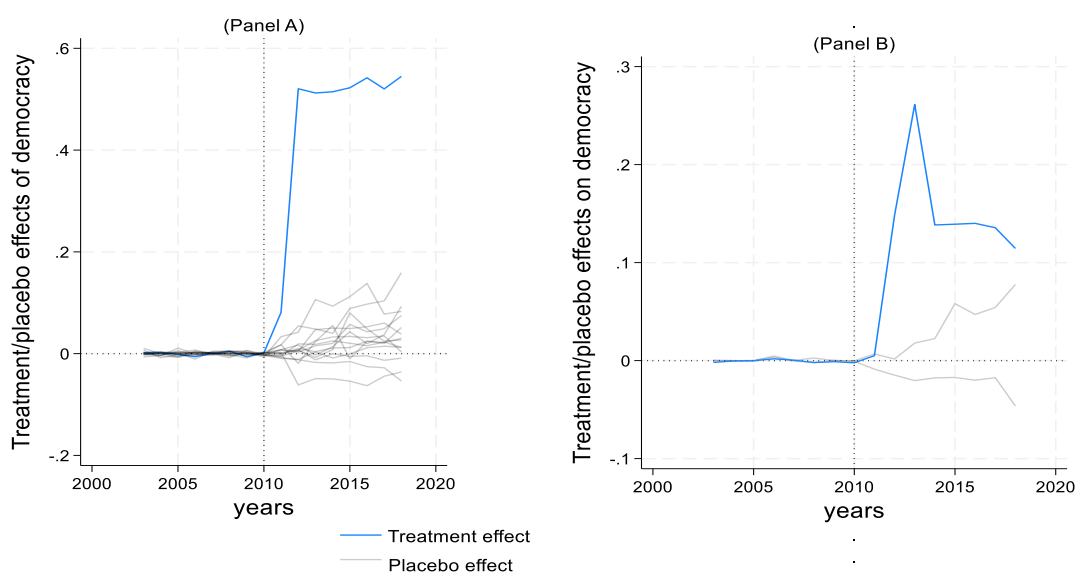 (Panel A)
Treatment/placebo effects of democracy
.6
.4
.2
0
-.2
2000 2005 2010 2015 2020
years
(Panel B)
Treatment/placebo effects on democracy
.3
.2
.1
0
-.1
2000 2005 2010 2015 2020
years
Treatment effect
Placebo effect